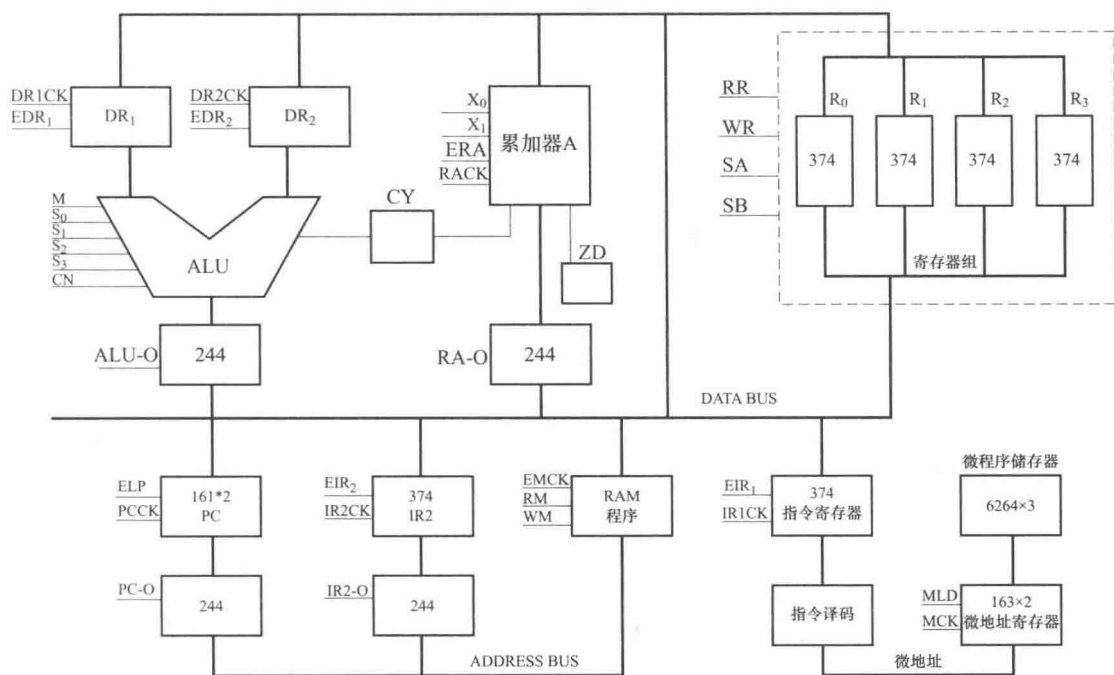 DR1CK
EDR₁
DR₁
DR2CK
EDR₂
DR₂
X₀
X₁
ERA
RACK
累加器A
RR
WR
SA
SB
R₀
R₁
R₂
R₃
374
374
374
374
寄存器组
M
S₀
S₁
S₂
S₃
CN
ALU
CY
ZD
ALU-O
244
RA-O
244
DATA BUS
ELP
PCCK
161*2
PC
EIR₂
IR2CK
374
IR2
EMCK
RM
WM
RAM
程序
EIR₁
IR1CK
374
指令寄存器
微程序储存器
6264×3
PC-O
244
IR2-O
244
指令译码
MLD
MCK
163×2
微地址寄存器
ADDRESS BUS
微地址